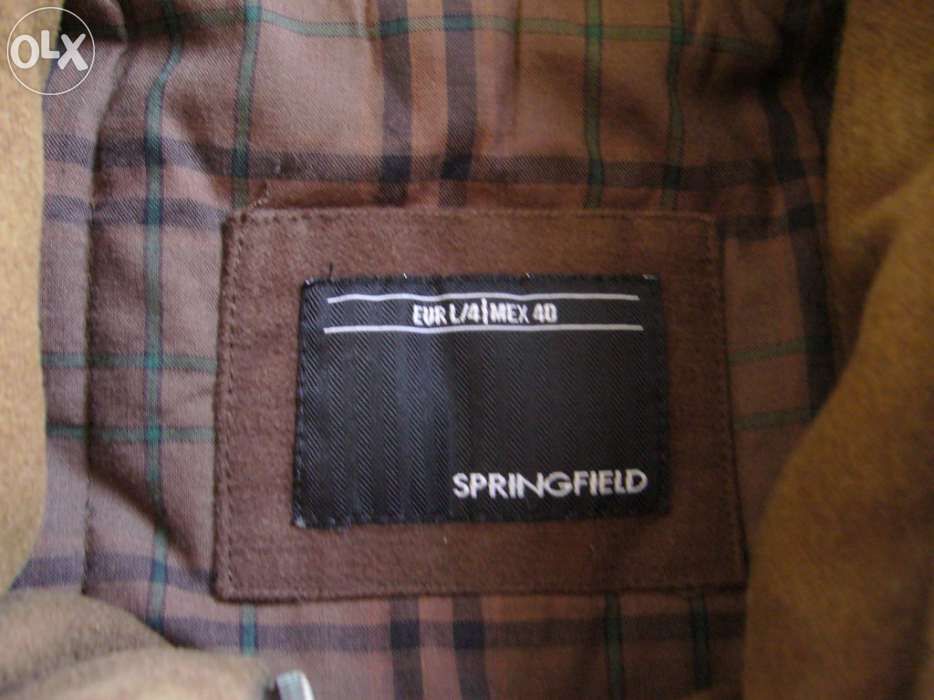 OLX
EUR L/4 | MEX 40
SPRINGFIELD